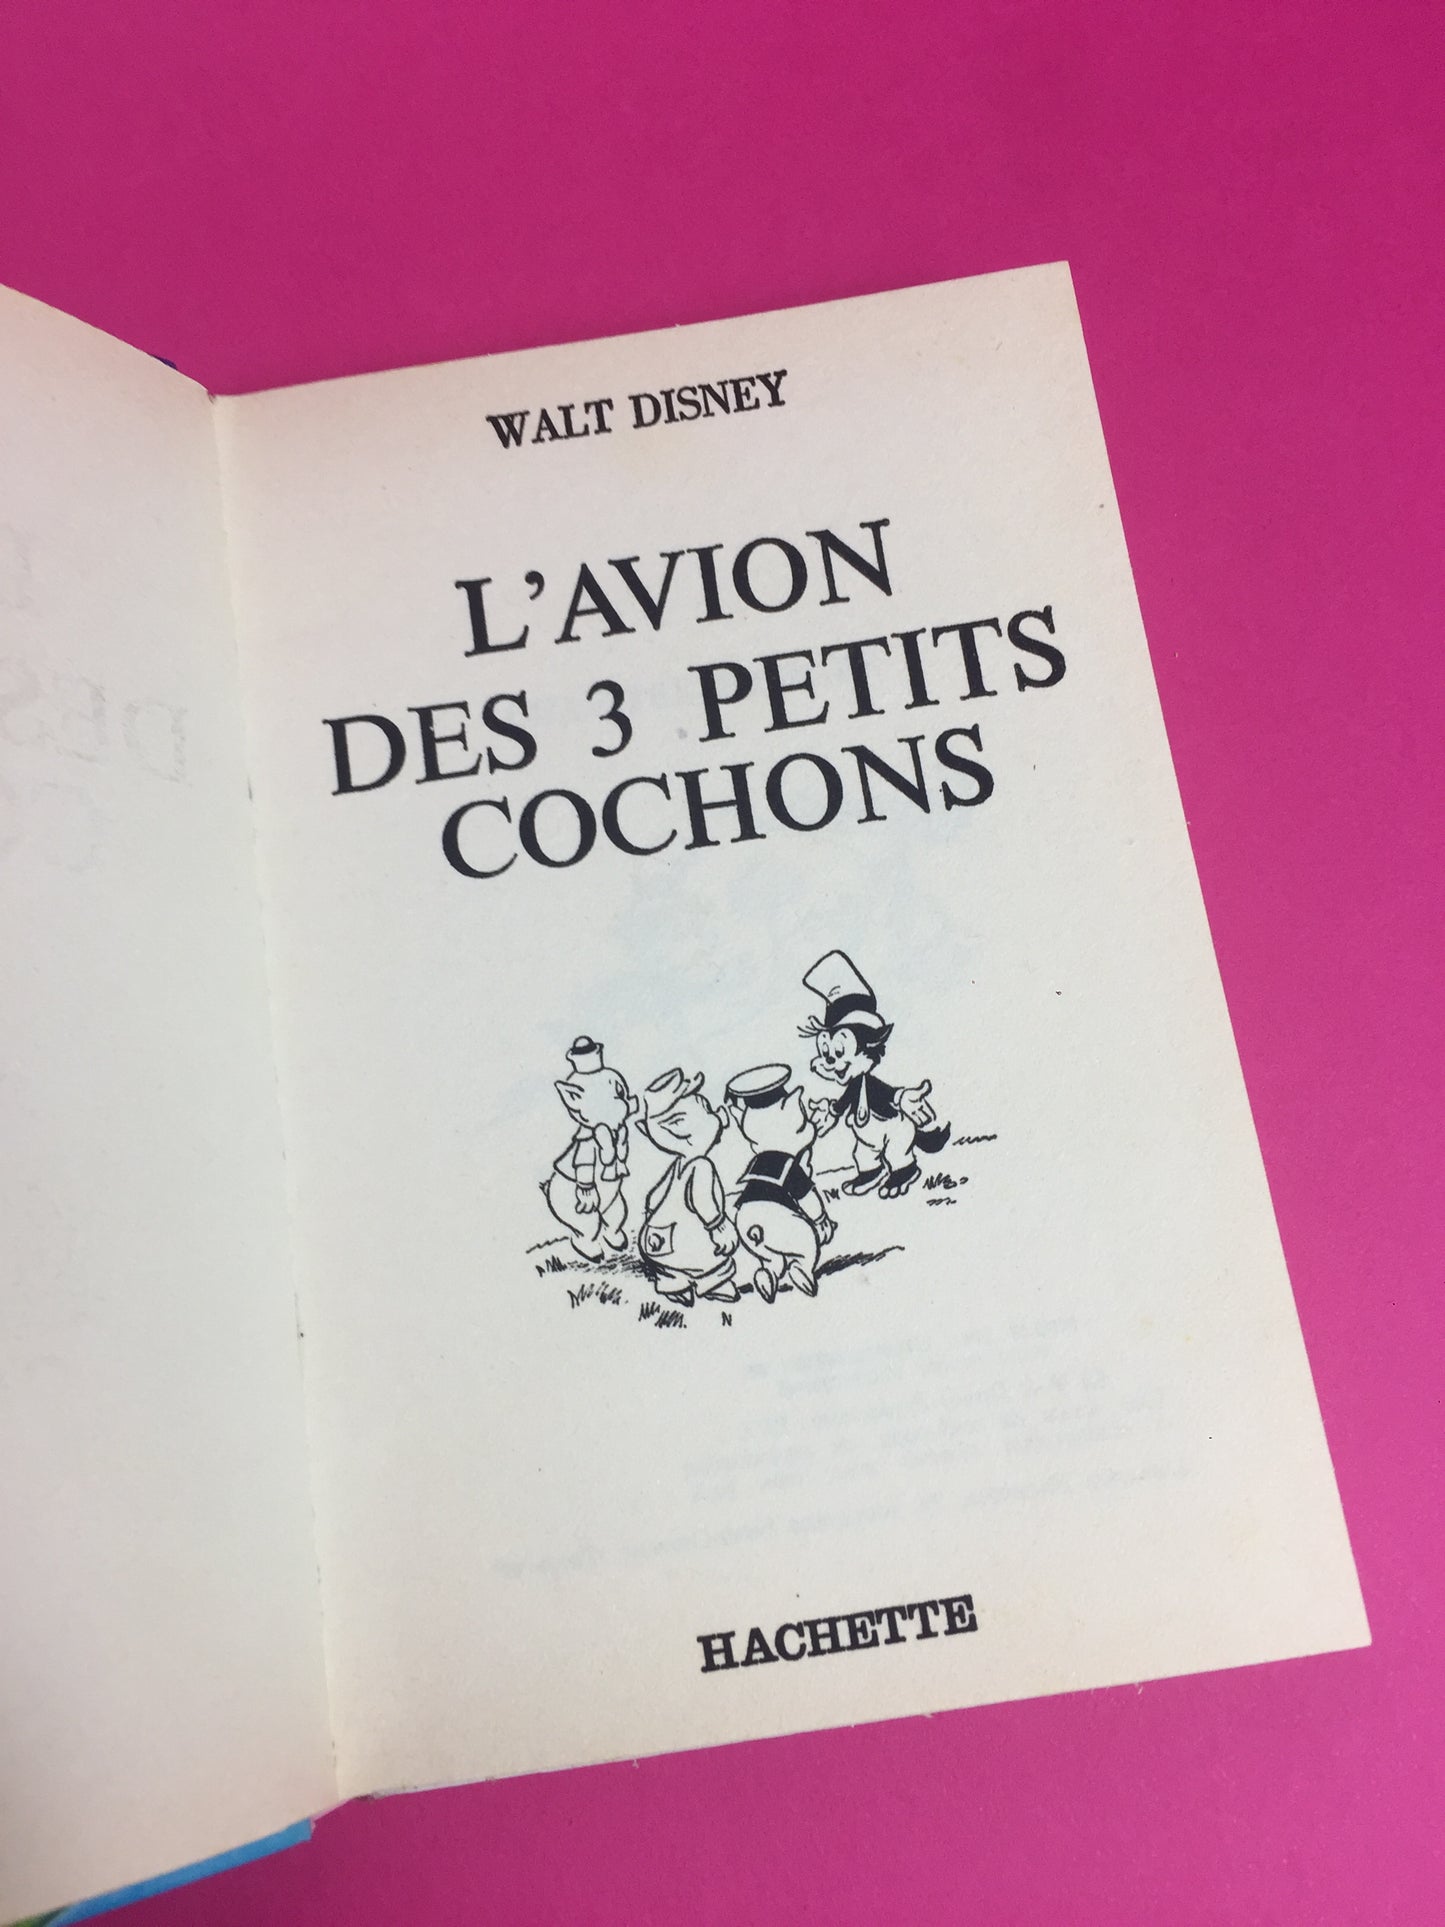 WALT DISNEY
L'AVION
DES 3 PETITS
COCHONS
HACHETTE